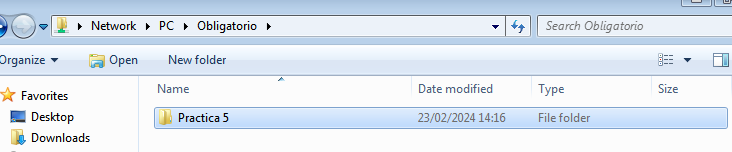 Network PC Obligatorio Search Obligatorio
Organize Open New folder
Name Date modified Type Size
Favorites
Practica 5 23/02/2024 14:16 File folder
Desktop
Downloads